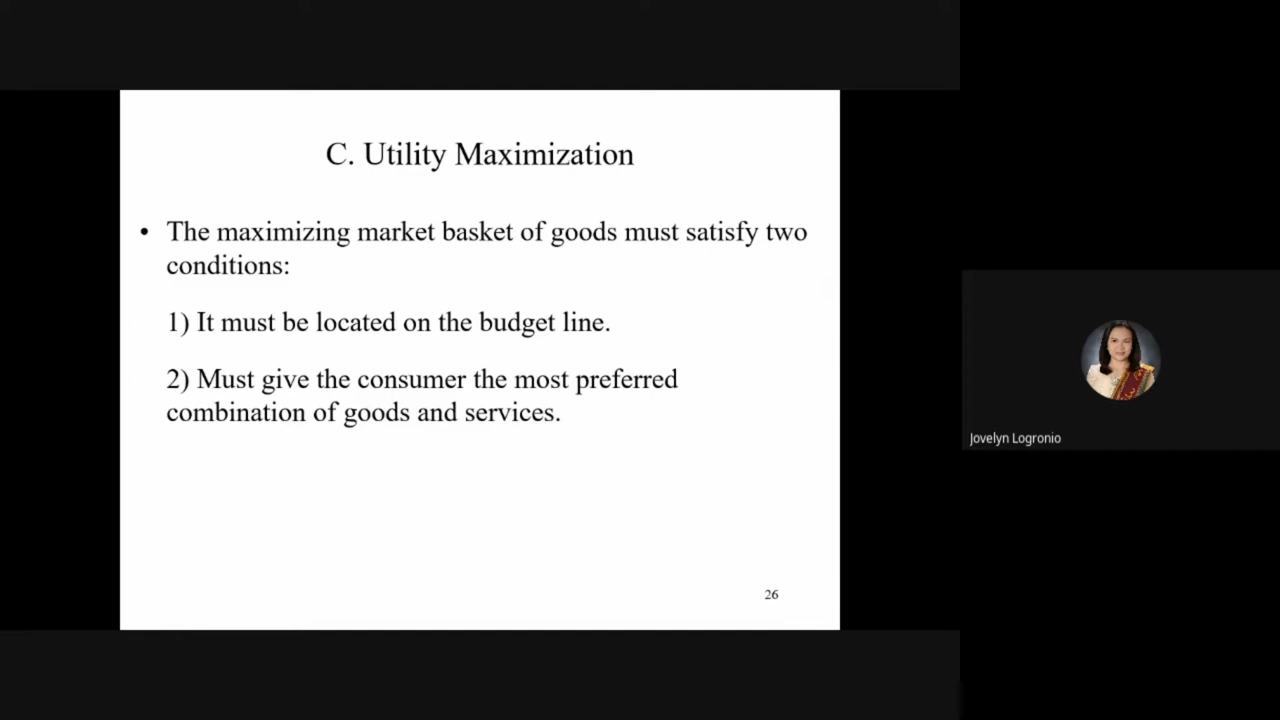 C. Utility Maximization
• The maximizing market basket of goods must satisfy two
conditions:
1) It must be located on the budget line.
2) Must give the consumer the most preferred
combination of goods and services.
26
Jovelyn Logronio